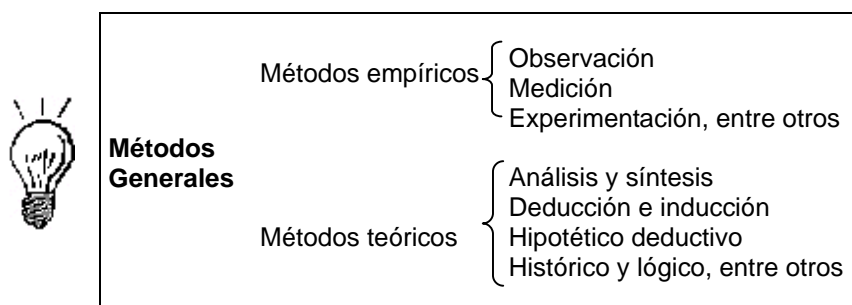 Métodos Generales
Métodos empíricos
Observación
Medición
Experimentación, entre otros
Métodos teóricos
Análisis y síntesis
Deducción e inducción
Hipotético deductivo
Histórico y lógico, entre otros